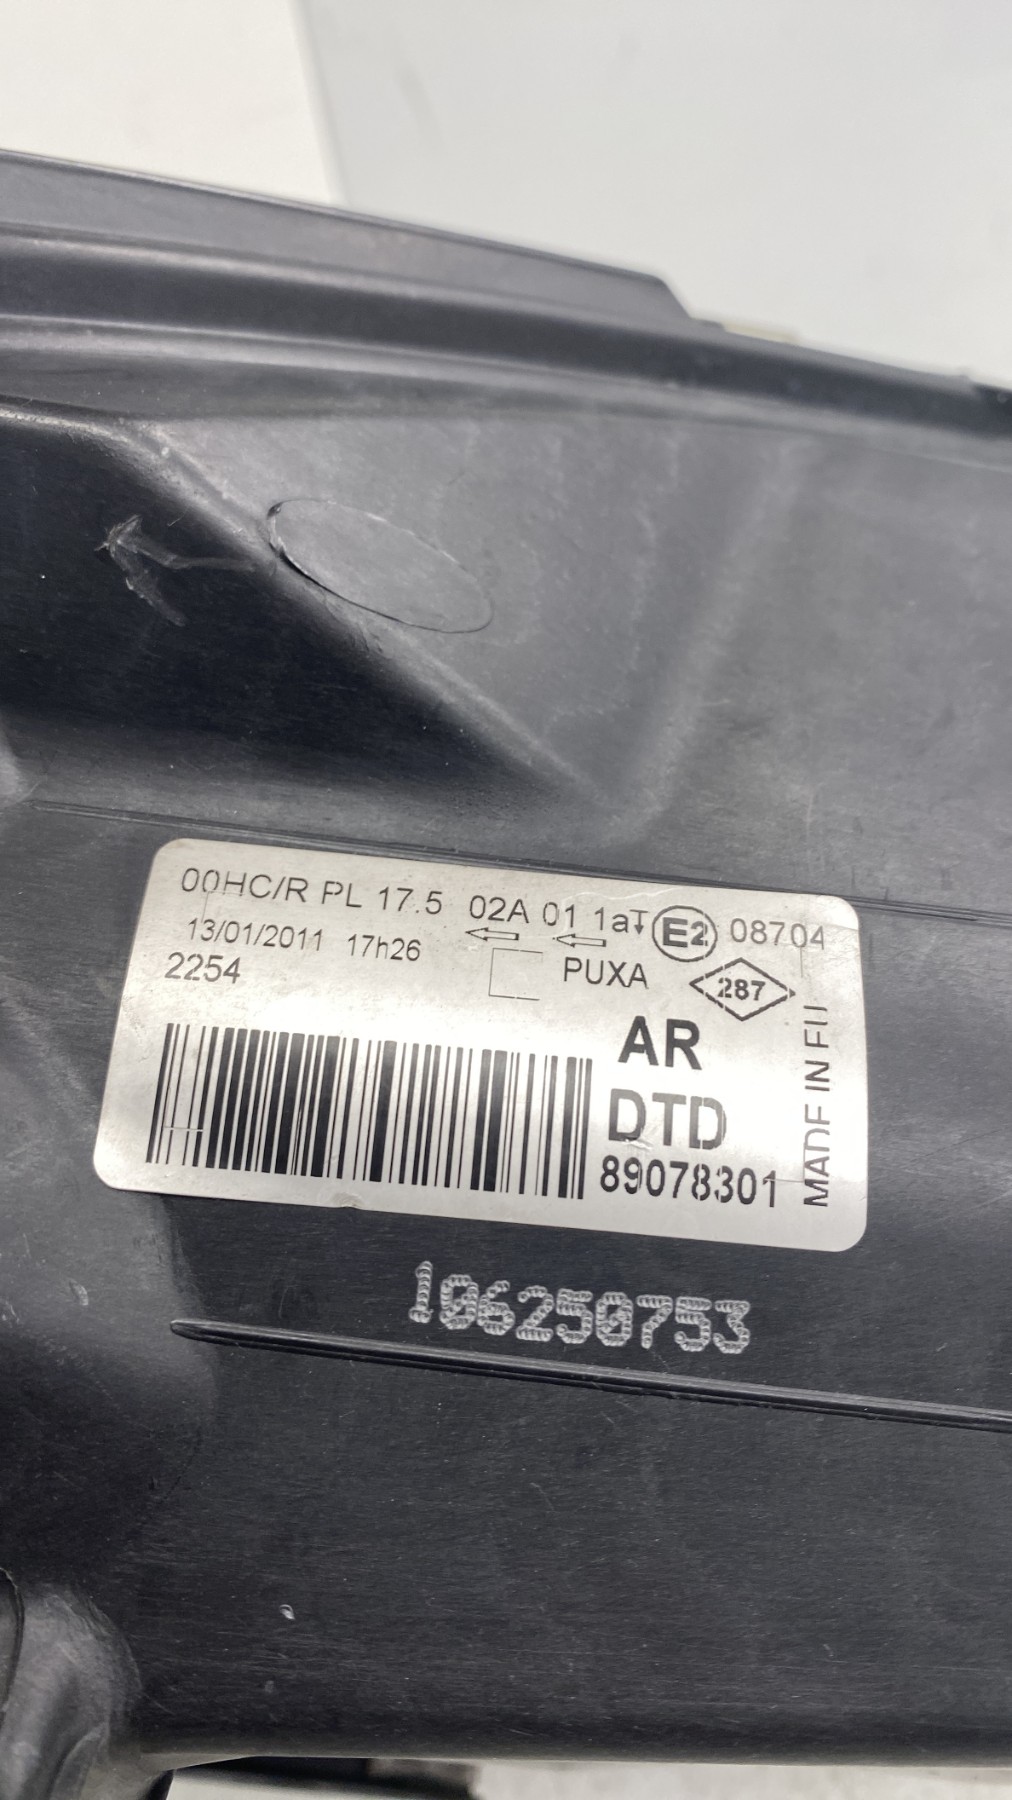 00HC/R PL 17.5 02A 01 1a E2 08704
13/01/2011 17h26
2254
PUXA
287
AR
DTD
89078301
MADE IN EU
106250753